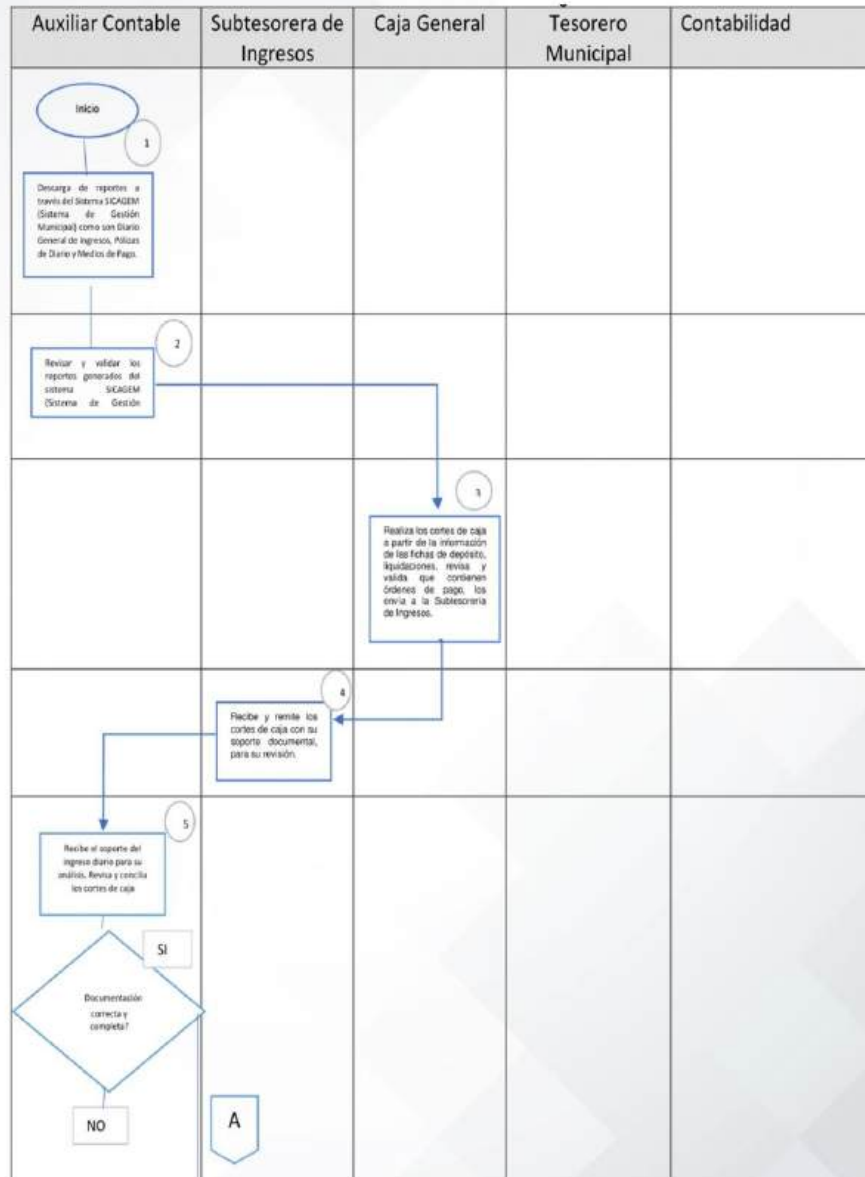 Auxiliar Contable
Subtesorera de
Ingresos
Caja General
Tesorero
Municipal
Contabilidad
Inicio
1
Descarga de reportes a
través del Sistema SICAGEM
(Sistema de Gestión
Municipal) como son Diario
General de Ingresos, Pólizas
de Diario y Medios de Pago.
2
Revisar y validar los
reportes generados del
sistema SICAGEM
(Sistema de Gestión
3
Realiza los cortes de caja
a partir de la información
de las fichas de depósito,
liquidaciones, revisa y
valida que contienen
órdenes de pago, los
envía a la Subtesorería
de Ingresos.
4
Recibe y remite los
cortes de caja con su
soporte documental,
para su revisión.
5
Recibe el soporte del
ingreso diario para su
análisis. Revisa y concilia
los cortes de caja
SI
Documentación
correcta y
completa?
NO
A